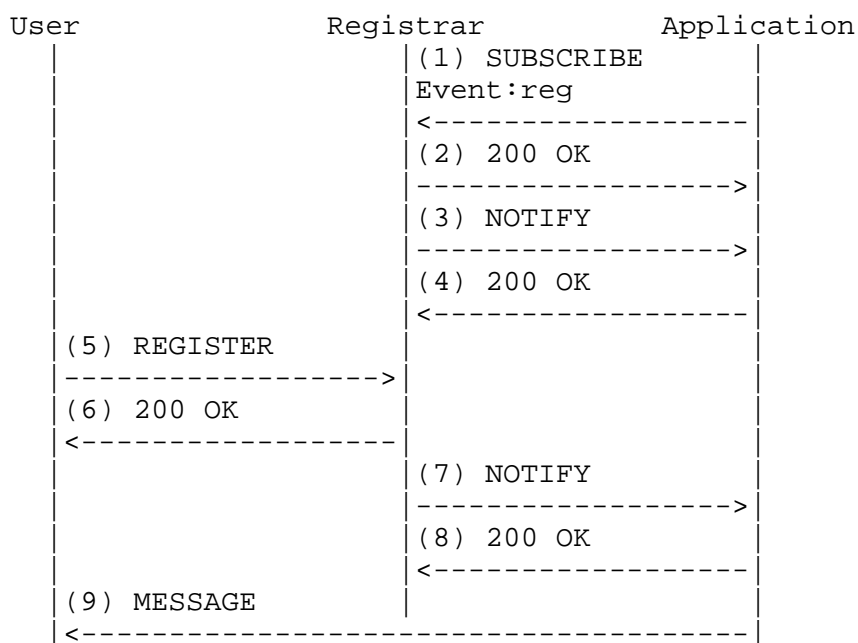 User Registrar Application
(1) SUBSCRIBE
Event:reg
(2) 200 OK
(3) NOTIFY
(4) 200 OK
(5) REGISTER
(6) 200 OK
(7) NOTIFY
(8) 200 OK
(9) MESSAGE